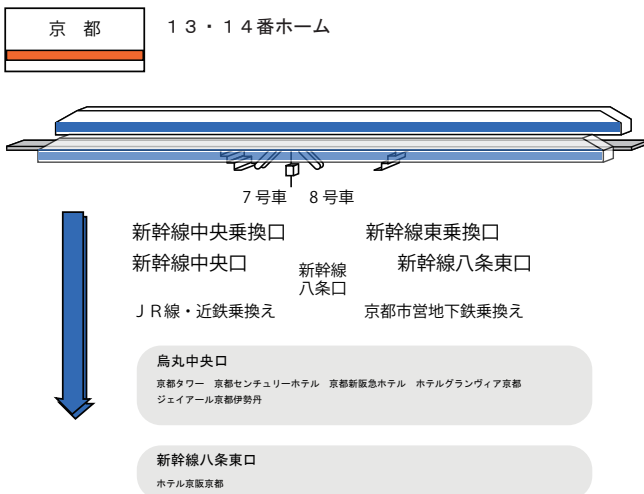 京 都
１３・１４番ホーム
７号車 ８号車
新幹線中央乗換口 新幹線東乗換口
新幹線中央口 新幹線八条東口
新幹線
八条口
ＪＲ線・近鉄乗換え 京都市営地下鉄乗換え
烏丸中央口
京都タワー 京都センチュリーホテル 京都新阪急ホテル ホテルグランヴィア京都
ジェイアール京都伊勢丹
新幹線八条東口
ホテル京阪京都